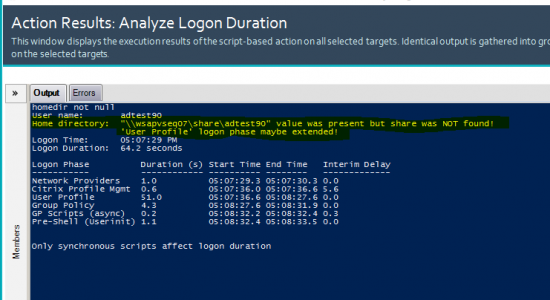 Action Results: Analyze Logon Duration
This window displays the execution results of the script-based action on all selected targets. Identical output is gathered into
on the selected targets.
»
Output
Errors
homedir not null
User name: adtest90
Home directory: "\\wsapvseq07\share\adtest90" value was present but share was NOT found!
'User Profile' logon phase maybe extended!
Logon Time: 05:07:29 PM
Logon Duration: 64.2 seconds
Logon Phase Duration (s) Start Time End Time Interim Delay
----------- ------------ ---------- -------- -------------
Network Providers 1.0 05:07:29.3 05:07:30.3 0.0
Citrix Profile Mgmt 0.6 05:07:36.0 05:07:36.6 5.6
User Profile 51.0 05:07:36.6 05:08:27.6 0.0
Group Policy 4.3 05:08:27.6 05:08:31.9 0.0
GP Scripts (async) 0.2 05:08:32.2 05:08:32.4 0.3
Pre-Shell (Userinit) 1.1 05:08:32.4 05:08:33.5 0.0
Only synchronous scripts affect logon duration
Members